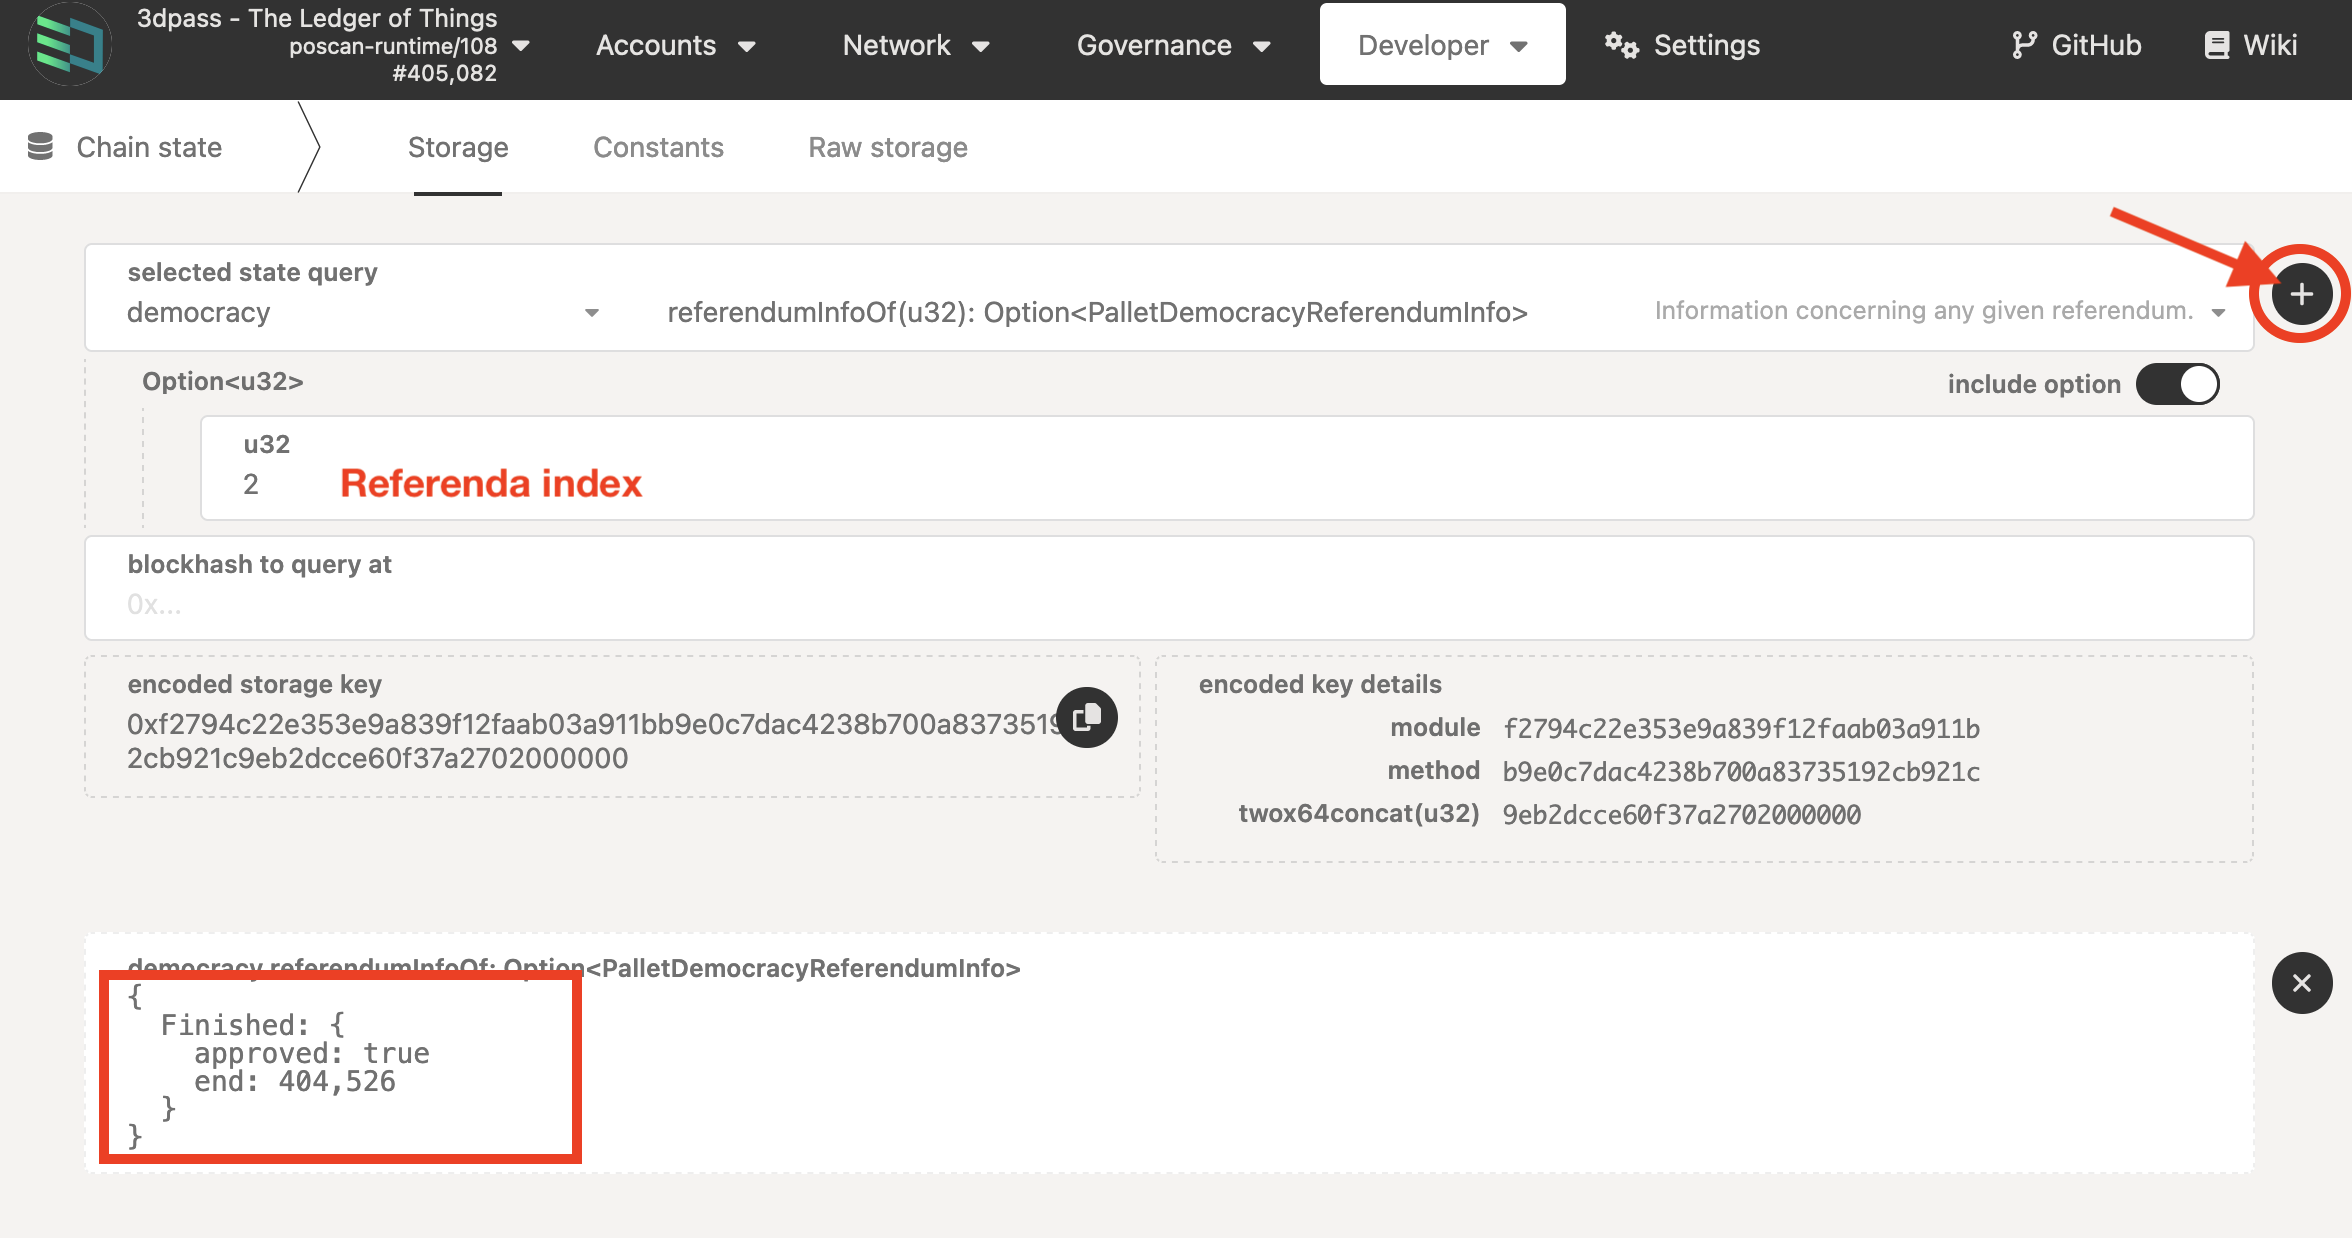 3dpass - The Ledger of Things
poscan-runtime/108
#405,082
Accounts
Network
Governance
Developer
Settings
GitHub
Wiki
Chain state
Storage
Constants
Raw storage
selected state query
democracy
referendumInfoOf(u32): Option<PalletDemocracyReferendumInfo>
Information concerning any given referendum.
Option<u32>
include option
u32
2
Referenda index
blockhash to query at
0x...
encoded storage key
0xf2794c22e353e9a839f12faab03a911bb9e0c7dac4238b700a8373519
2cb921c9eb2dcce60f37a2702000000
encoded key details
module f2794c22e353e9a839f12faab03a911b
method b9e0c7dac4238b700a83735192cb921c
twox64concat(u32) 9eb2dcce60f37a2702000000
democracy.referendumInfoOf: Option<PalletDemocracyReferendumInfo>
{
Finished: {
approved: true
end: 404,526
}
}